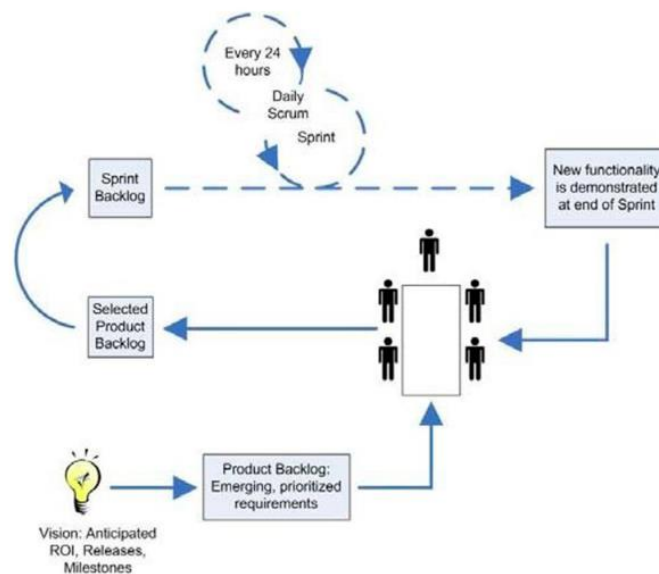 Every 24
hours
Daily
Scrum
Sprint
Sprint
Backlog
New functionality
is demonstrated
at end of Sprint
Selected
Product
Backlog
Product Backlog:
Emerging, prioritized
requirements
Vision: Anticipated
ROI, Releases,
Milestones